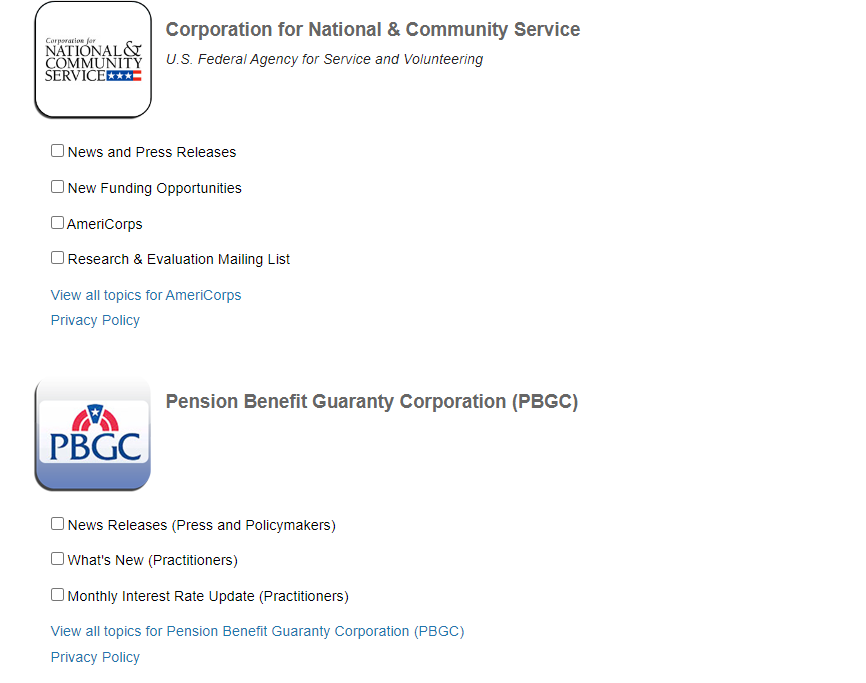 Corporation for
NATIONAL &
COMMUNITY
SERVICE
Corporation for National & Community Service
U.S. Federal Agency for Service and Volunteering
News and Press Releases
New Funding Opportunities
AmeriCorps
Research & Evaluation Mailing List
View all topics for AmeriCorps
Privacy Policy
PBGC
Pension Benefit Guaranty Corporation (PBGC)
News Releases (Press and Policymakers)
What's New (Practitioners)
Monthly Interest Rate Update (Practitioners)
View all topics for Pension Benefit Guaranty Corporation (PBGC)
Privacy Policy